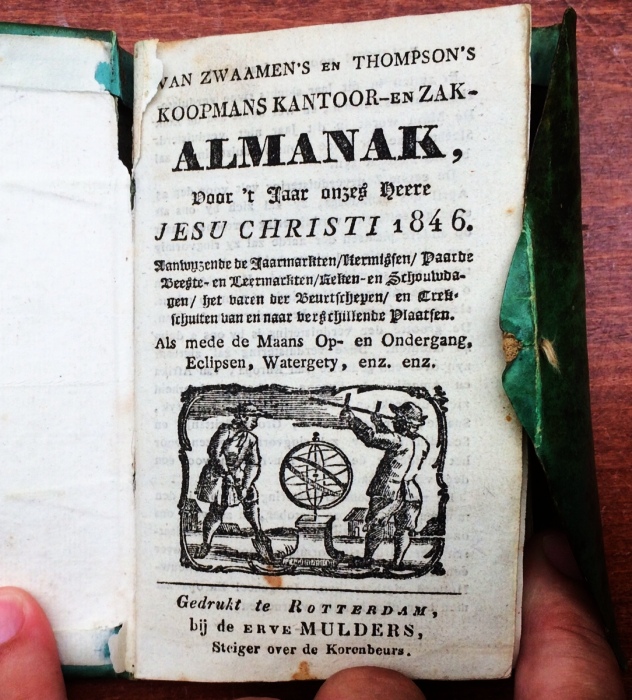 VAN ZWAAMEN'S EN THOMPSON'S
KOOPMANS KANTOOR-EN ZAK-
ALMANAK,
Voor 't Jaar onzes Heere
JESU CHRISTI 1846.
Aanwyzende de Jaarmarkten/Kermissen/ Paarde
Beeste- en Leermarkten/Keken-en Schouwda-
gen/ het varen der Beurtschepen/ en Trek-
schuiten van en naar verschillende Plaatsen.
Als mede de Maans Op- en Ondergang,
Eclipsen, Watergety, enz. enz.
Gedrukt te ROTTERDAM,
bij de ERVE MULDERS,
Steiger over de Korenbeurs.